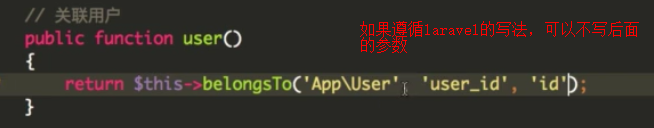 // 关联用户
public function user()
如果遵循laravel的写法，可以不写后面
的参数
{
return $this->belongsTo('App\User', 'user_id', 'id');
}